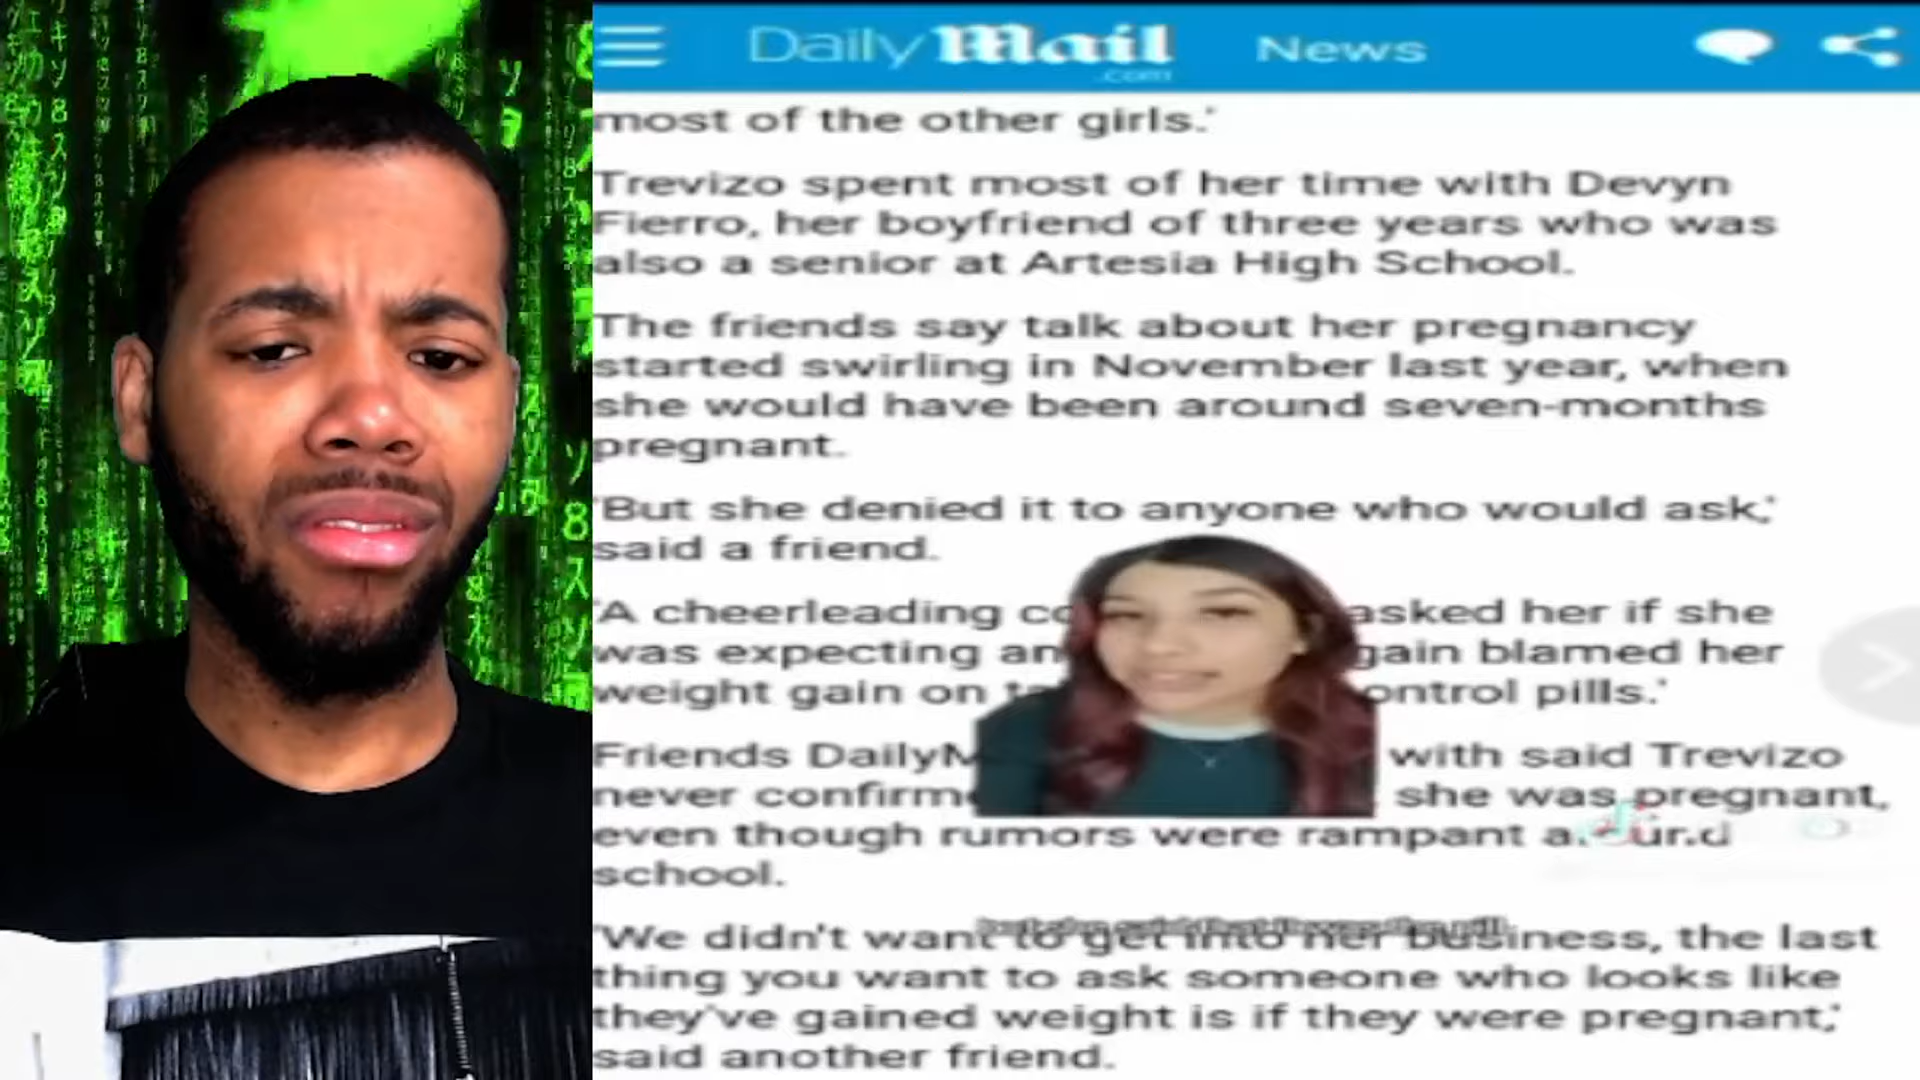 Daily Mail
.com
News
most of the other girls.'
Trevizo spent most of her time with Devyn
Fierro, her boyfriend of three years who was
also a senior at Artesia High School.
The friends say talk about her pregnancy
started swirling in November last year, when
she would have been around seven-months
pregnant.
'But she denied it to anyone who would ask,'
said a friend.
'A cheerleading asked her if she
was expecting blamed her
weight gain on pills.'
Friends with said Trevizo
never she was pregnant,
even though rumors were rampant
school.
'We didn't want to get into her business, the last
thing you want to ask someone who looks like
they've gained weight is if they were pregnant,'
said another friend.